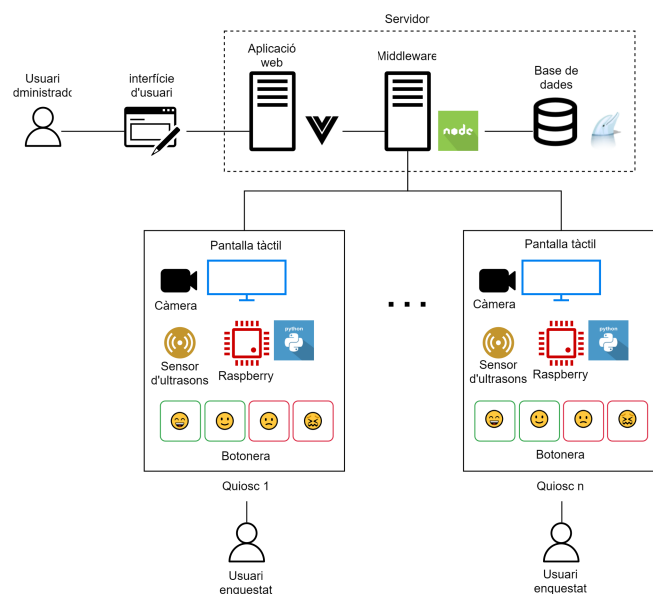 Servidor
Aplicació
web
Middleware
Base de
dades
Usuari
dministrado
interfície
d'usuari
node
Pantalla tàctil
Càmera
python
Sensor
d'ultrasons
Raspberry
Botonera
Quiosc 1
Usuari
enquestat
...
Pantalla tàctil
Càmera
python
Sensor
d'ultrasons
Raspberry
Botonera
Quiosc n
Usuari
enquestat